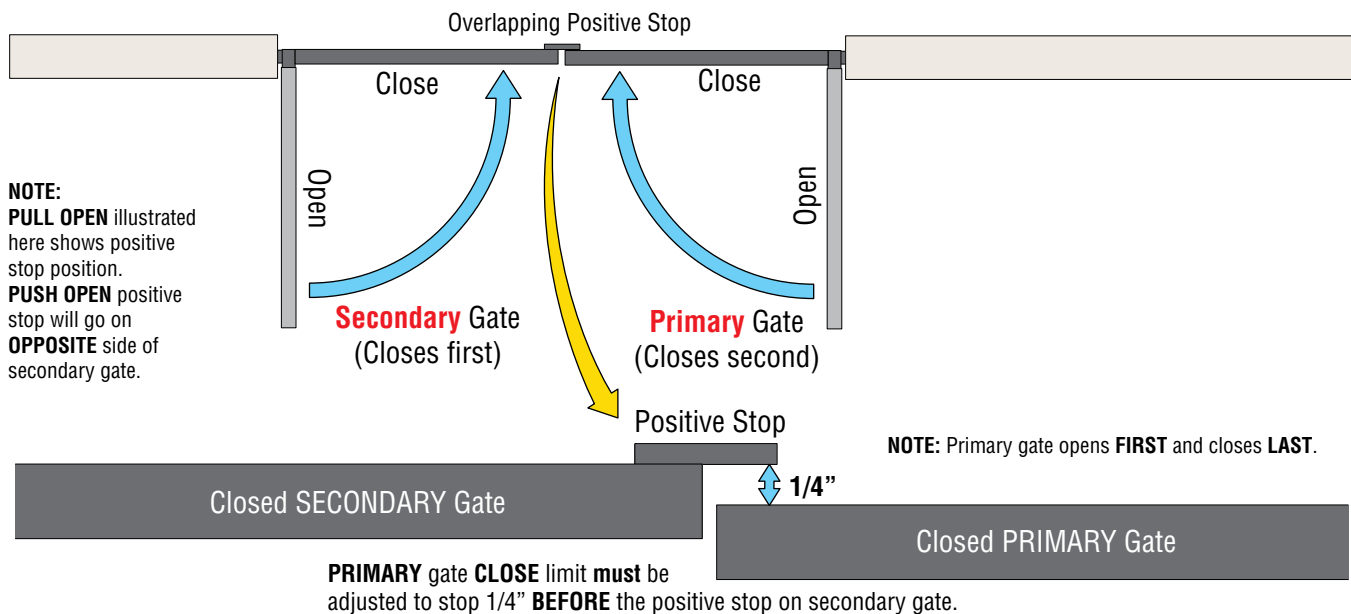 Overlapping Positive Stop
Close
Close
Open
Open
NOTE:
PULL OPEN illustrated
here shows positive
stop position.
PUSH OPEN positive
stop will go on
OPPOSITE side of
secondary gate.
Secondary Gate
(Closes first)
Primary Gate
(Closes second)
Positive Stop
NOTE: Primary gate opens FIRST and closes LAST.
1/4”
Closed SECONDARY Gate
Closed PRIMARY Gate
PRIMARY gate CLOSE limit must be
adjusted to stop 1/4” BEFORE the positive stop on secondary gate.